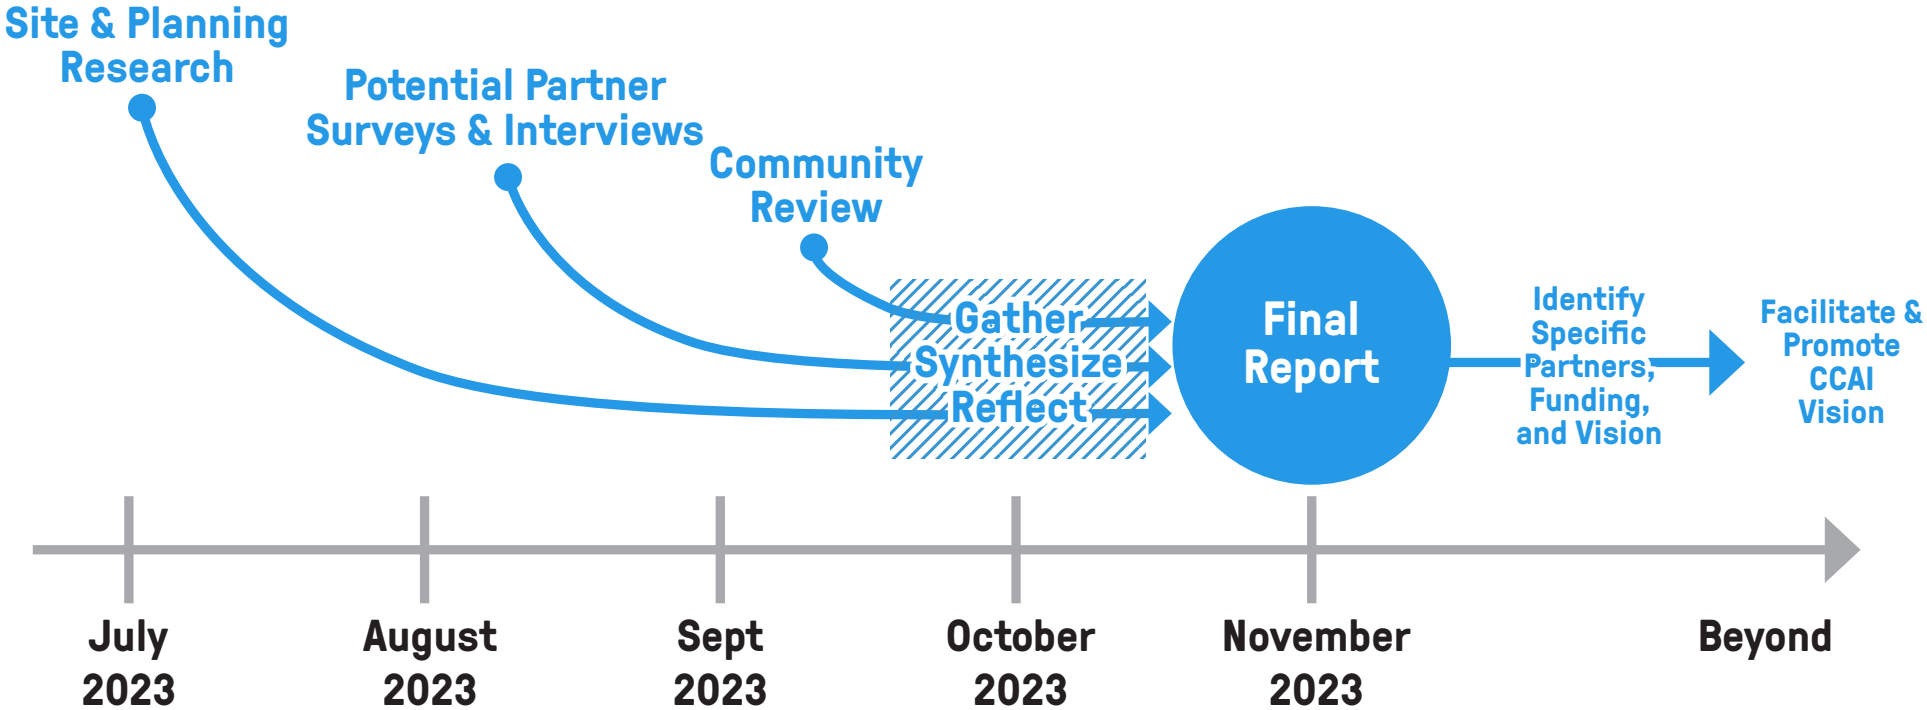 Site & Planning
Research
Potential Partner
Surveys & Interviews
Community
Review
Gather
Synthesize
Reflect
Final
Report
Identify
Specific
Partners,
Funding,
and Vision
Facilitate &
Promote
CCAI
Vision
July
2023
August
2023
Sept
2023
October
2023
November
2023
Beyond